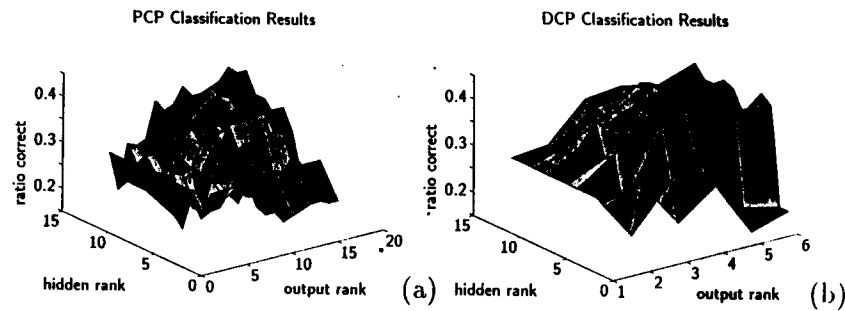 PCP Classification Results
0.4
0.3
0.2
ratio correct
15
10
5
0
hidden rank
0
5
10
15
20
output rank
(a)
DCP Classification Results
0.4
0.3
0.2
ratio correct
15
10
5
0
hidden rank
1
2
3
4
5
6
output rank
(b)